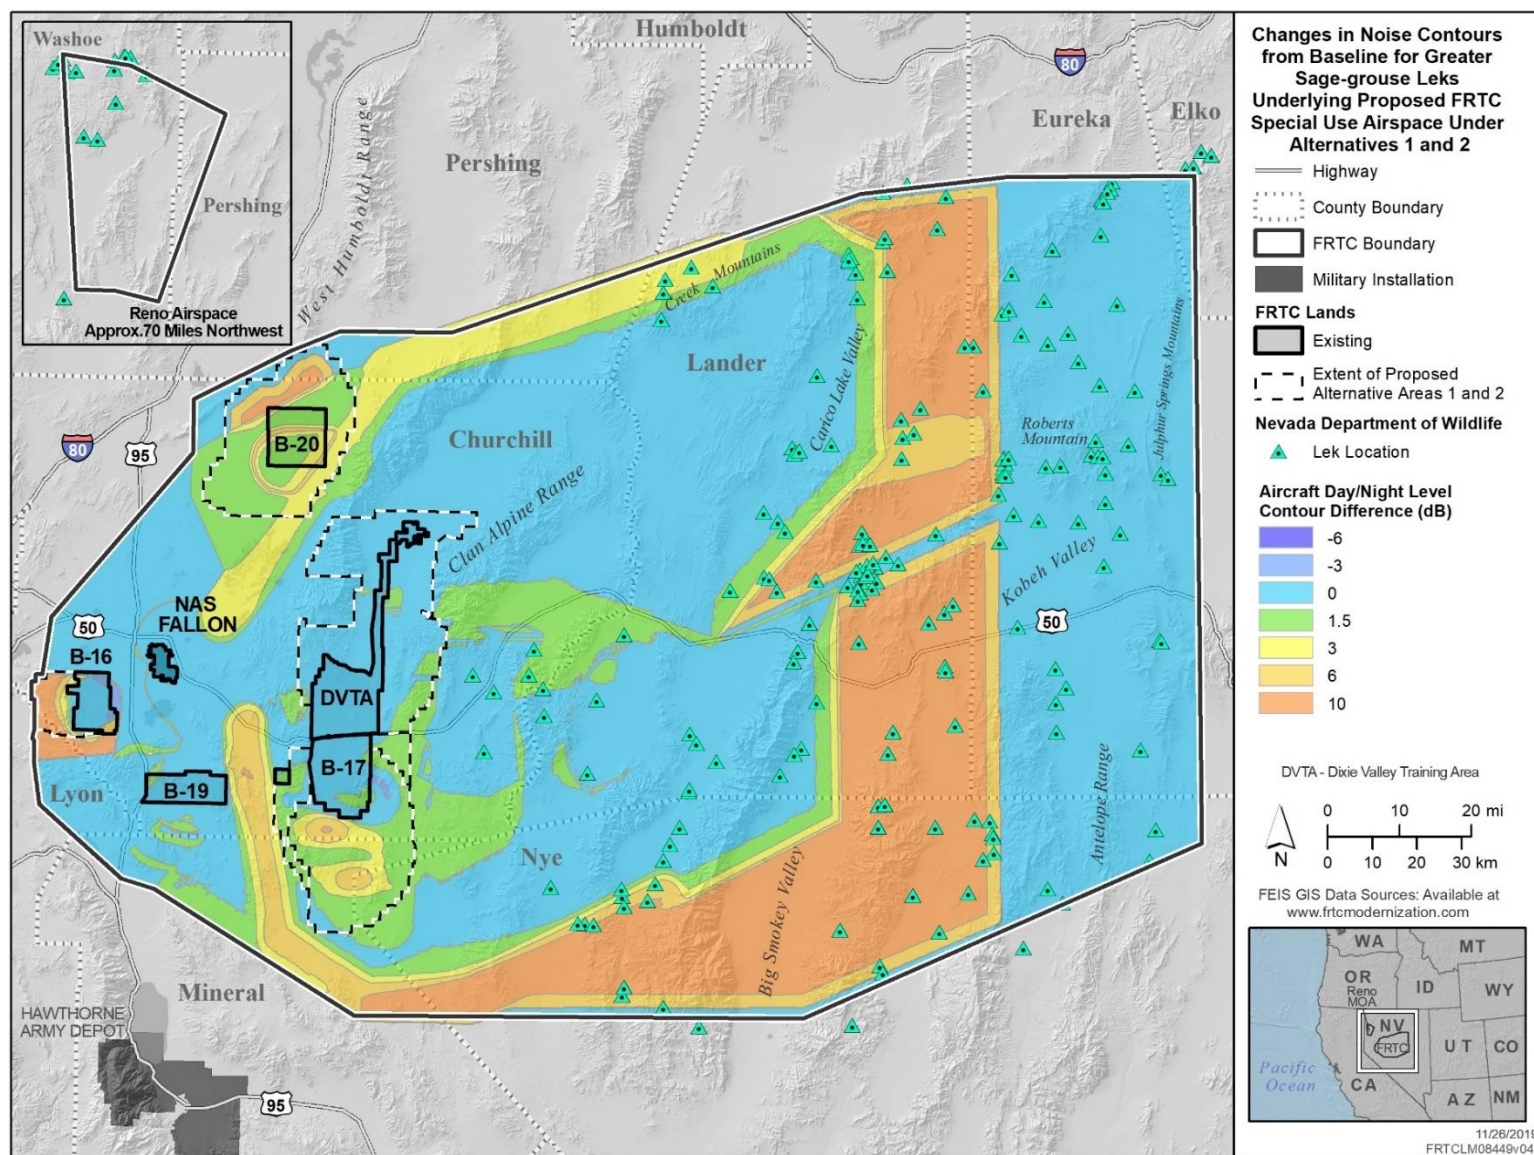 Washoe
Pershing
Reno Airspace
Approx.70 Miles Northwest
Humboldt
80
Eureka
Elko
Pershing
West Humboldt Range
Creek Mountains
Lander
Carico Lake Valley
Julphur Springs Mountains
Roberts
Mountain
Churchill
B-20
80
95
Clan Alpine Range
NAS
FALLON
50
B-16
Kobeh Valley
50
DVTA
B-17
B-19
Lyon
Nye
Antelope Range
Big Smokey Valley
Mineral
HAWTHORNE
ARMY DEPOT
95
Changes in Noise Contours
from Baseline for Greater
Sage-grouse Leks
Underlying Proposed FRTC
Special Use Airspace Under
Alternatives 1 and 2
Highway
County Boundary
FRTC Boundary
Military Installation
FRTC Lands
Existing
Extent of Proposed
Alternative Areas 1 and 2
Nevada Department of Wildlife
Lek Location
Aircraft Day/Night Level
Contour Difference (dB)
-6
-3
0
1.5
3
6
10
DVTA - Dixie Valley Training Area
0 10 20 mi
0 10 20 30 km
N
FEIS GIS Data Sources: Available at
www.frtcmodernization.com
WA
MT
OR
Reno
MOA
ID
WY
NV
FRTC
UT
CO
Pacific
Ocean
CA
AZ
NM
11/26/2019
FRTCLM08449v04